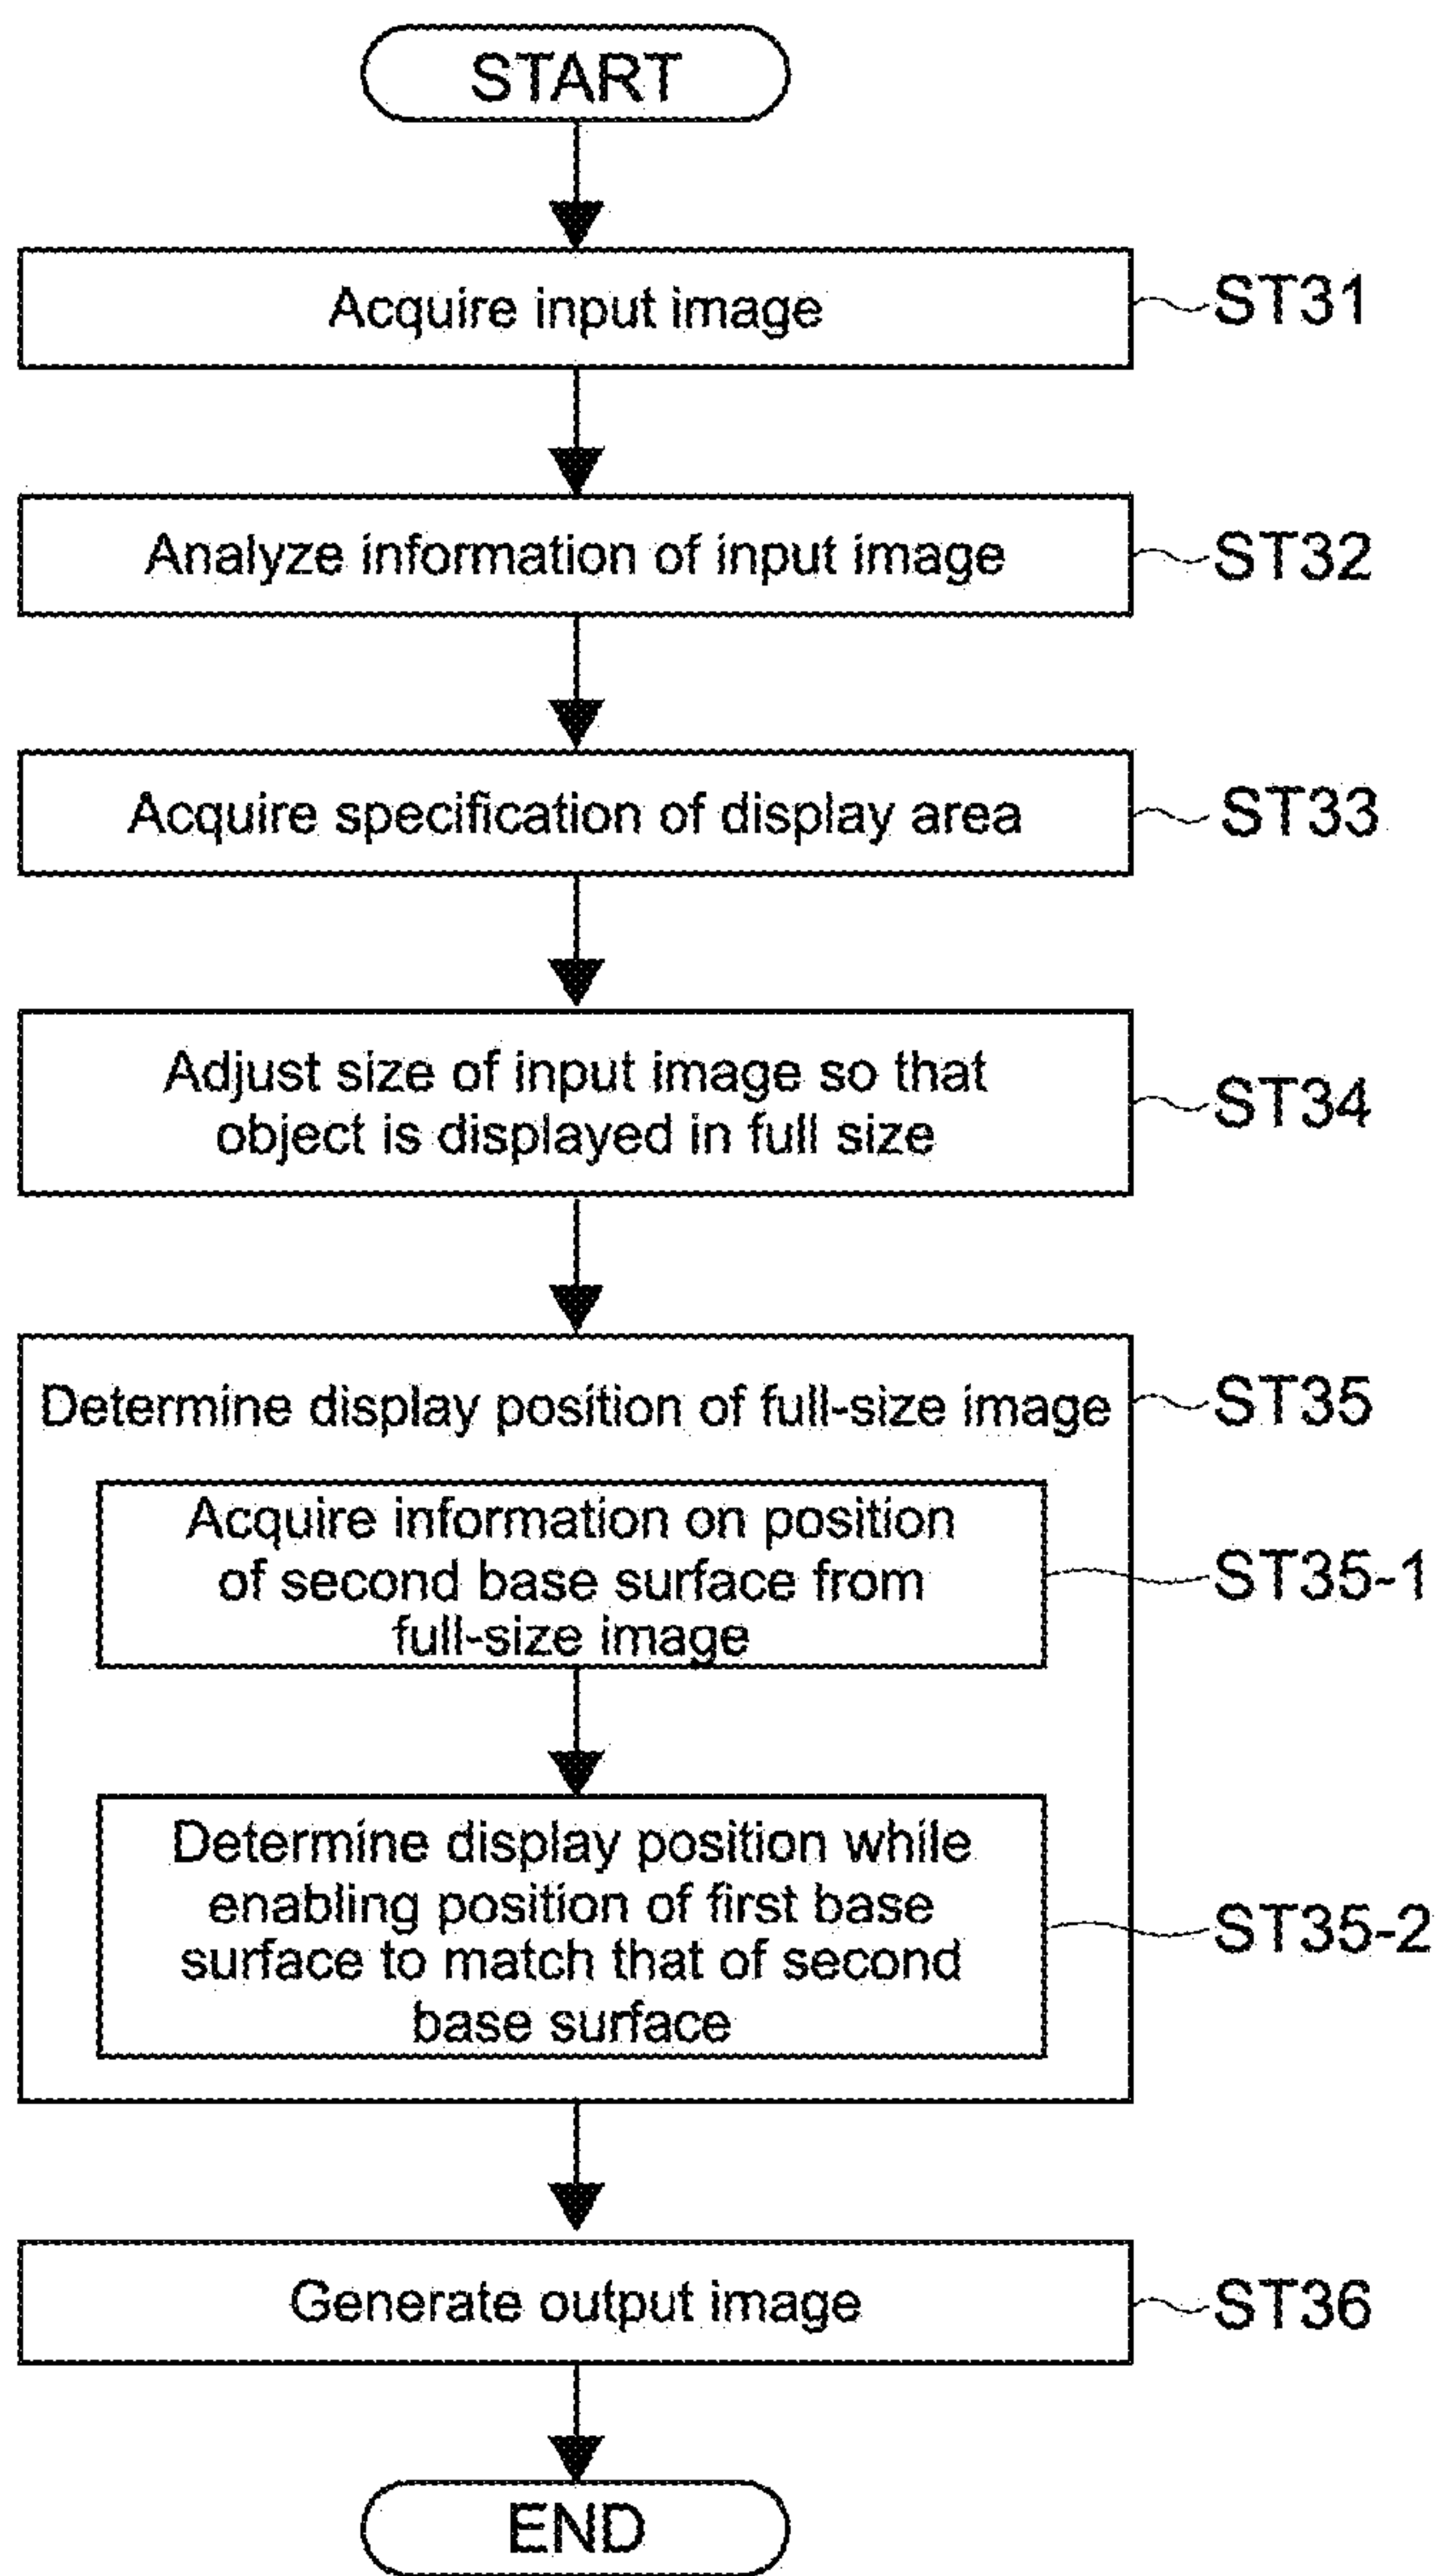 START
Acquire input image
ST31
Analyze information of input image
ST32
Acquire specification of display area
ST33
Adjust size of input image so that
object is displayed in full size
ST34
Determine display position of full-size image
ST35
Acquire information on position
of second base surface from
full-size image
ST35-1
Determine display position while
enabling position of first base
surface to match that of second
base surface
ST35-2
Generate output image
ST36
END